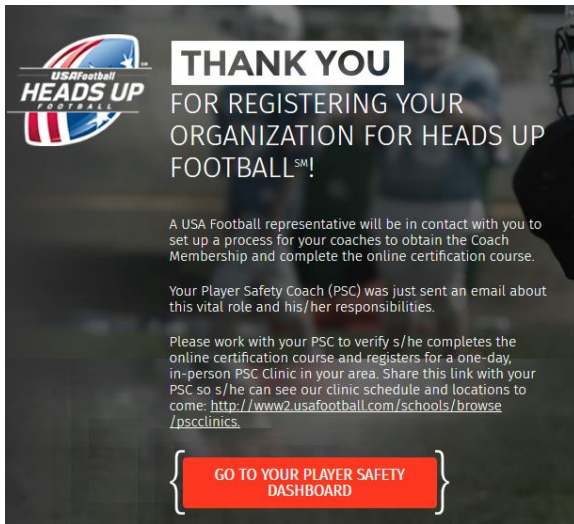 USAFootball
HEADS UP
FOOTBALL
THANK YOU
FOR REGISTERING YOUR
ORGANIZATION FOR HEADS UP
FOOTBALL℠!
A USA Football representative will be in contact with you to
set up a process for your coaches to obtain the Coach
Membership and complete the online certification course.
Your Player Safety Coach (PSC) was just sent an email about
this vital role and his/her responsibilities.
Please work with your PSC to verify s/he completes the
online certification course and registers for a one-day,
in-person PSC Clinic in your area. Share this link with your
PSC so s/he can see our clinic schedule and locations to
come: http://www2.usafootball.com/schools/browse
/pscclinics.
GO TO YOUR PLAYER SAFETY
DASHBOARD